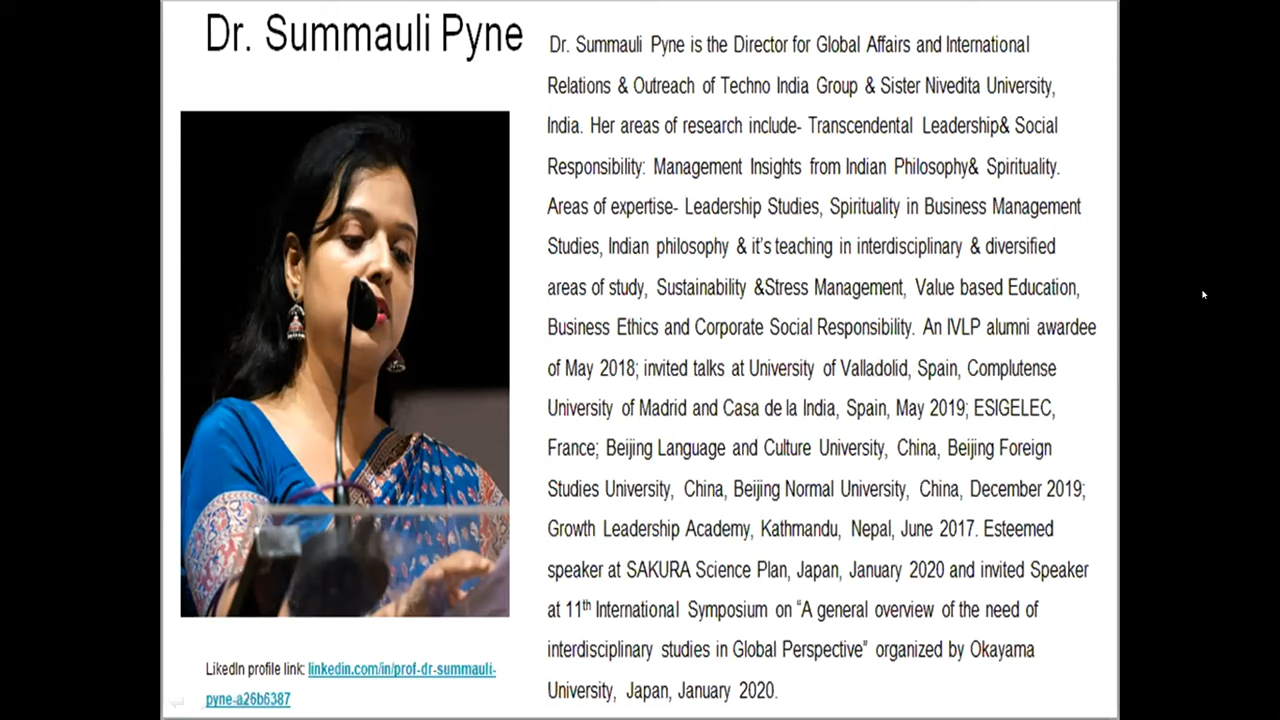 Dr. Summauli Pyne
Dr. Summauli Pyne is the Director for Global Affairs and International
Relations & Outreach of Techno India Group & Sister Nivedita University,
India. Her areas of research include- Transcendental Leadership& Social
Responsibility: Management Insights from Indian Philosophy& Spirituality.
Areas of expertise- Leadership Studies, Spirituality in Business Management
Studies, Indian philosophy & it's teaching in interdisciplinary & diversified
areas of study, Sustainability &Stress Management, Value based Education,
Business Ethics and Corporate Social Responsibility. An IVLP alumni awardee
of May 2018; invited talks at University of Valladolid, Spain, Complutense
University of Madrid and Casa de la India, Spain, May 2019; ESIGELEC,
France; Beijing Language and Culture University, China, Beijing Foreign
Studies University, China, Beijing Normal University, China, December 2019;
Growth Leadership Academy, Kathmandu, Nepal, June 2017. Esteemed
speaker at SAKURA Science Plan, Japan, January 2020 and invited Speaker
at 11th International Symposium on "A general overview of the need of
interdisciplinary studies in Global Perspective" organized by Okayama
University, Japan, January 2020.
LikedIn profile link: linkedin.com/in/prof-dr-summauli-
pyne-a26b6387